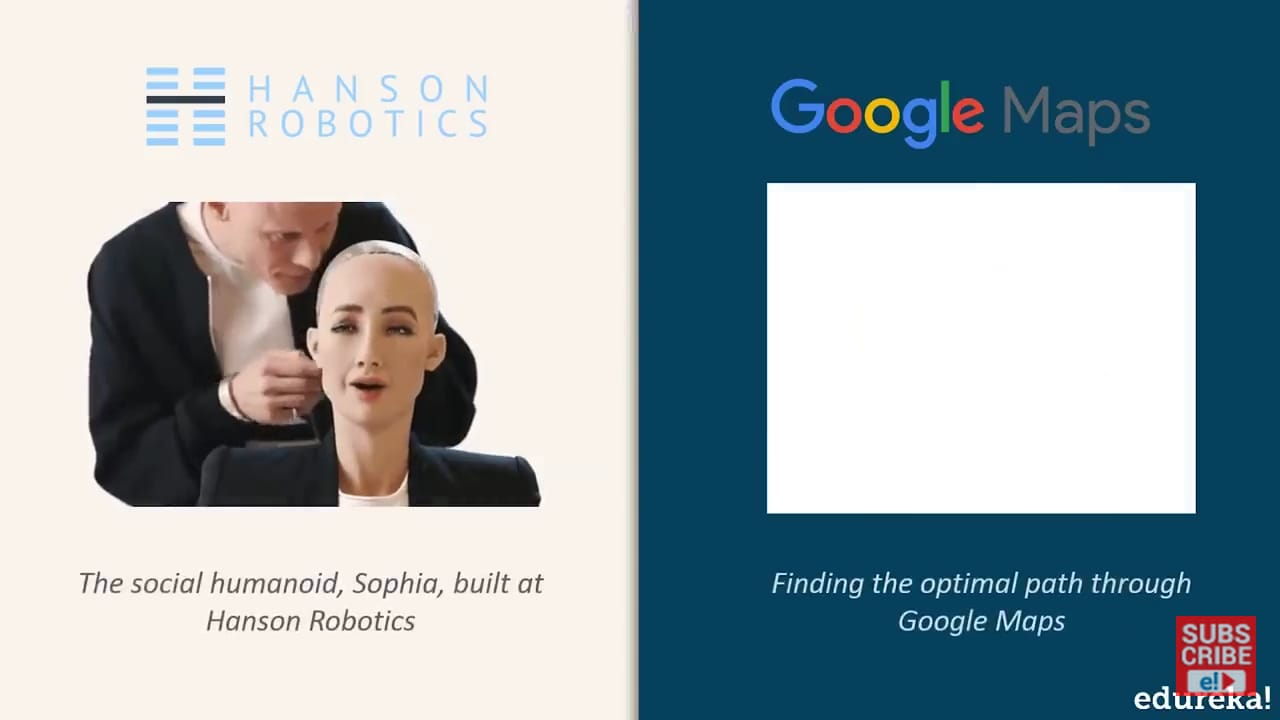 HANSON
ROBOTICS
The social humanoid, Sophia, built at
Hanson Robotics
Google Maps
Finding the optimal path through
Google Maps
SUBS
CRIBE
e!
edureka!